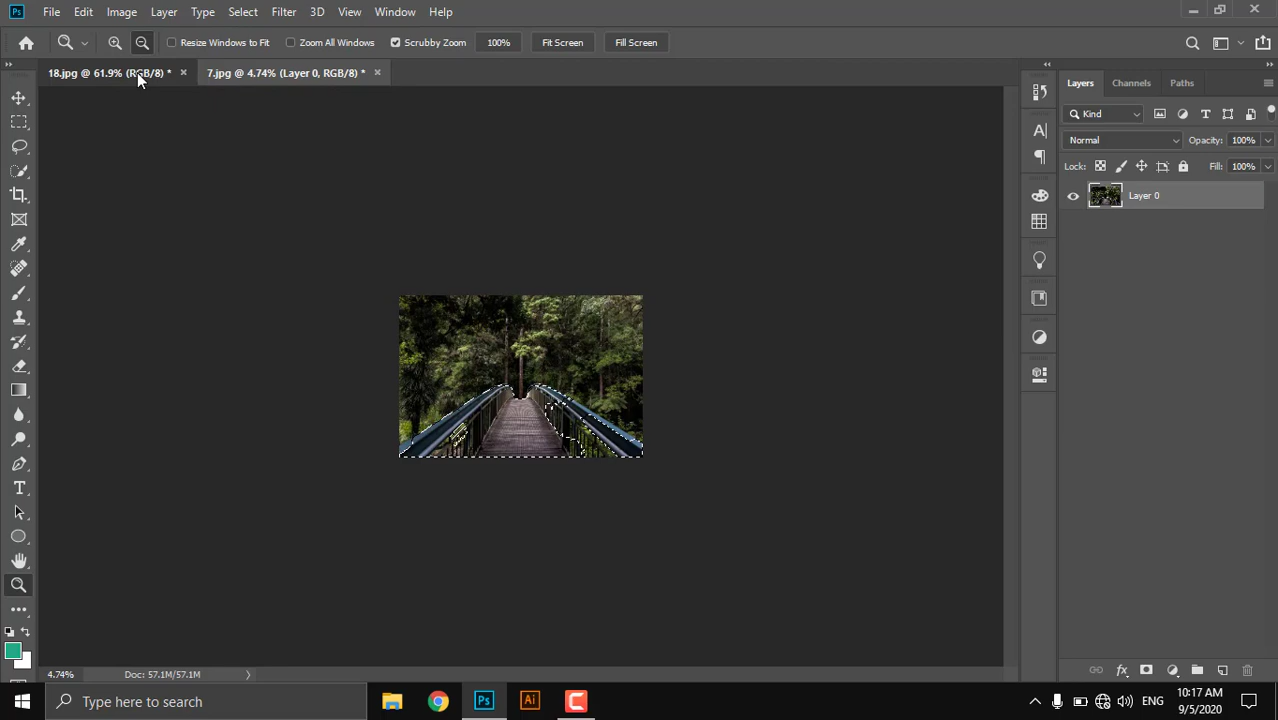 Ps File Edit Image Layer Type Select Filter 3D View Window Help
Resize Windows to Fit Zoom All Windows Scrubby Zoom 100% Fit Screen Fill Screen
18.jpg @ 61.9% (RGB/8) * × 7.jpg @ 4.74% (Layer 0, RGB/8) * ×
Layers Channels Paths
Kind
Normal Opacity: 100%
Lock: Fill: 100%
Layer 0
4.74% Doc: 57.1M/57.1M
Type here to search Ps Ai ENG 10:17 AM
9/5/2020